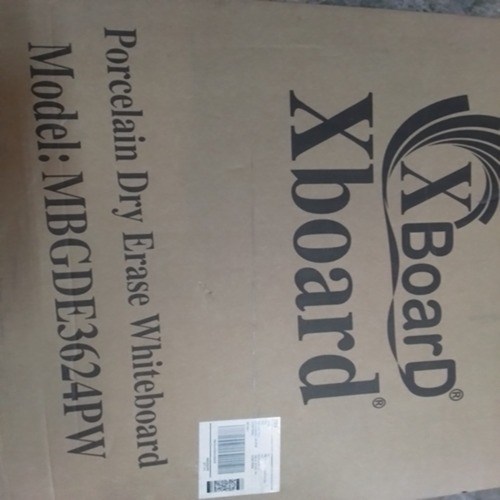 XBoarD®
Xboard®
Porcelain Dry Erase Whiteboard
Model: MBGDE3624PW